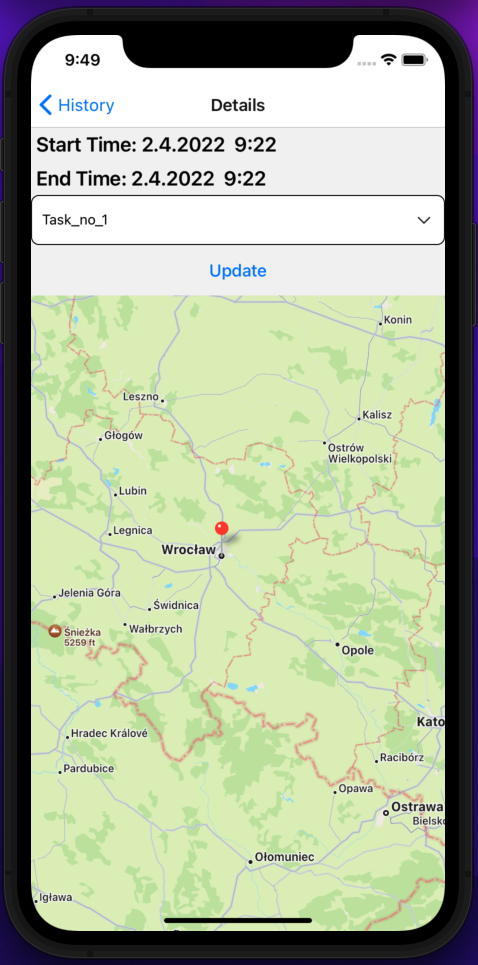 9:49
History
Details
Start Time: 2.4.2022 9:22
End Time: 2.4.2022 9:22
Task_no_1
Update
Konin
Leszno
Kalisz
Głogów
Ostrów
Wielkopolski
Lubin
Legnica
Wrocław
Jelenia Góra
Świdnica
Śnieżka
5259 ft
Wałbrzych
Opole
Kato
Hradec Králové
Racibórz
Pardubice
Opawa
Ostrawa
Bielsko
Ołomuniec
Igława